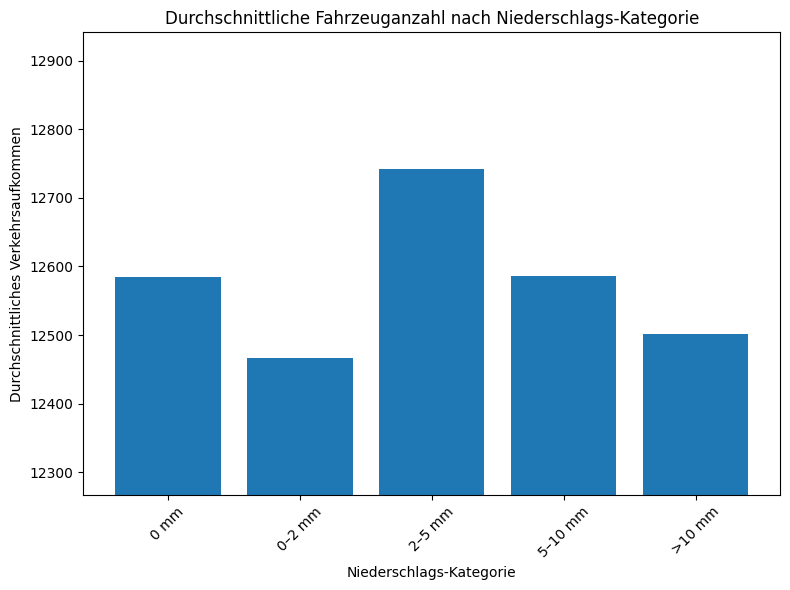 Durchschnittliche Fahrzeuganzahl nach Niederschlags-Kategorie
Durchschnittliches Verkehrsaufkommen
12900
12800
12700
12600
12500
12400
12300
0 mm
0–2 mm
2–5 mm
5–10 mm
>10 mm
Niederschlags-Kategorie